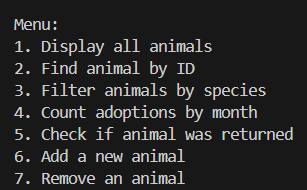 Menu:
1. Display all animals
2. Find animal by ID
3. Filter animals by species
4. Count adoptions by month
5. Check if animal was returned
6. Add a new animal
7. Remove an animal